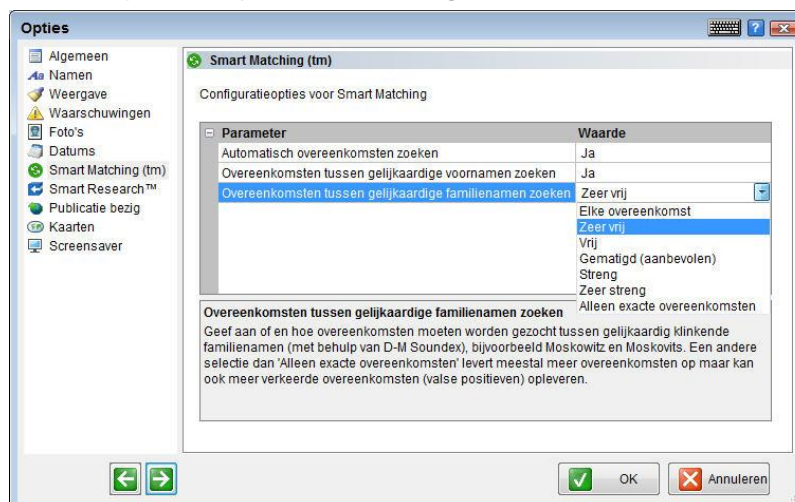 Opties
Algemeen
Namen
Weergave
Waarschuwingen
Foto's
Datums
Smart Matching (tm)
Smart Research™
Publicatie bezig
Kaarten
Screensaver
Smart Matching (tm)
Configuratieopties voor Smart Matching
Parameter Waarde
Automatisch overeenkomsten zoeken Ja
Overeenkomsten tussen gelijkaardige voornamen zoeken Ja
Overeenkomsten tussen gelijkaardige familienamen zoeken Zeer vrij
Elke overeenkomst
Zeer vrij
Vrij
Gematigd (aanbevolen)
Streng
Zeer streng
Alleen exacte overeenkomsten
Overeenkomsten tussen gelijkaardige familienamen zoeken
Geef aan of en hoe overeenkomsten moeten worden gezocht tussen gelijkaardig klinkende
familienamen (met behulp van D-M Soundex), bijvoorbeeld Moskowitz en Moskovits. Een andere
selectie dan 'Alleen exacte overeenkomsten' levert meestal meer overeenkomsten op maar kan
ook meer verkeerde overeenkomsten (valse positieven) opleveren.
OK Annuleren